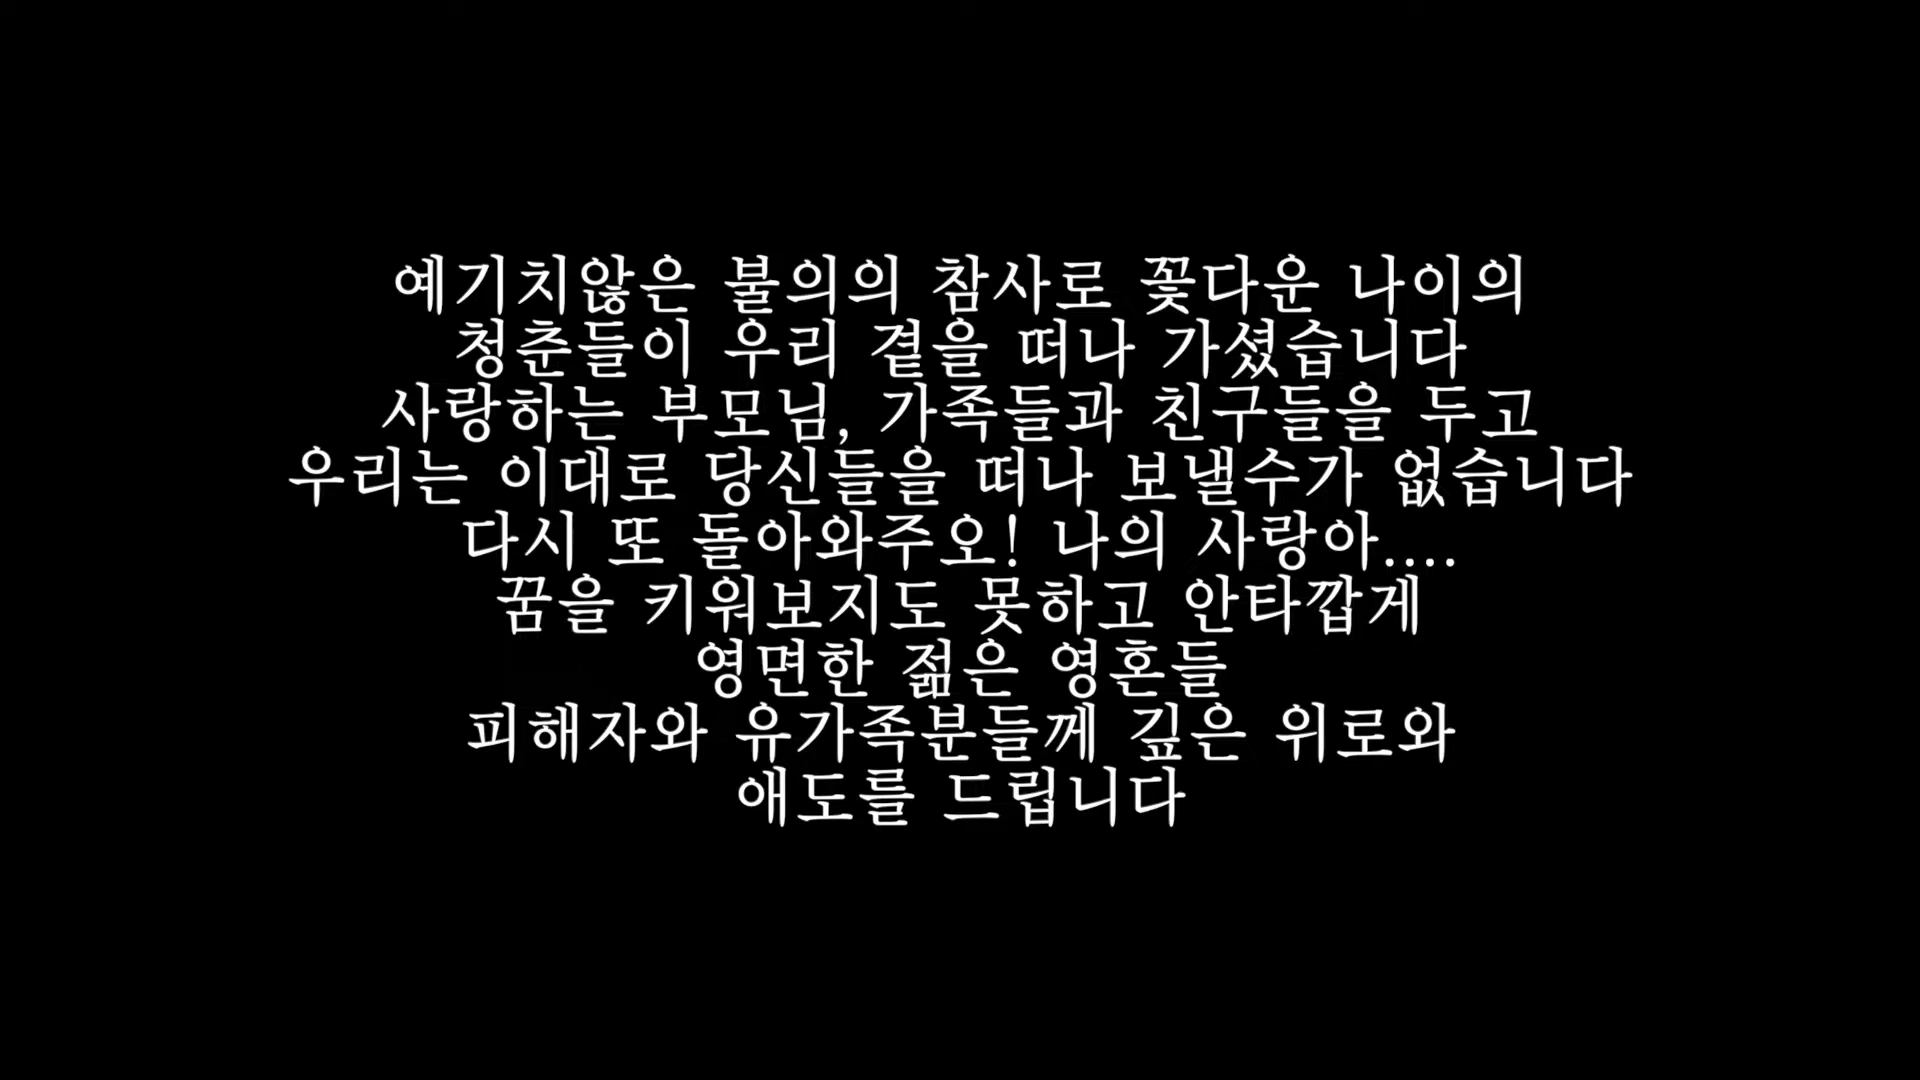 예기치않은 불의의 참사로 꽃다운 나이의
청춘들이 우리 곁을 떠나 가셨습니다
사랑하는 부모님, 가족들과 친구들을 두고
우리는 이대로 당신들을 떠나 보낼수가 없습니다
다시 또 돌아와주오! 나의 사랑아....
꿈을 키워보지도 못하고 안타깝게
영면한 젊은 영혼들
피해자와 유가족분들께 깊은 위로와
애도를 드립니다